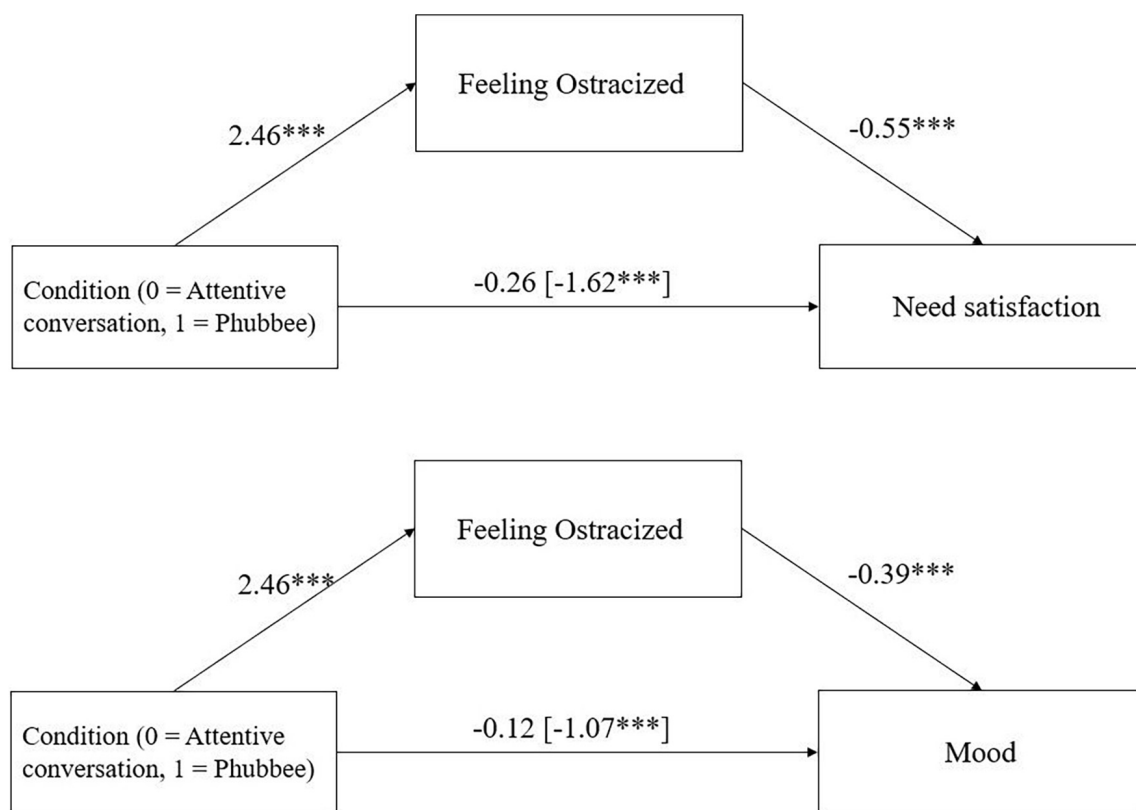 Feeling Ostracized
2.46***
-0.55***
Condition (0 = Attentive
conversation, 1 = Phubbee)
-0.26 [-1.62***]
Need satisfaction
Feeling Ostracized
2.46***
-0.39***
Condition (0 = Attentive
conversation, 1 = Phubbee)
-0.12 [-1.07***]
Mood